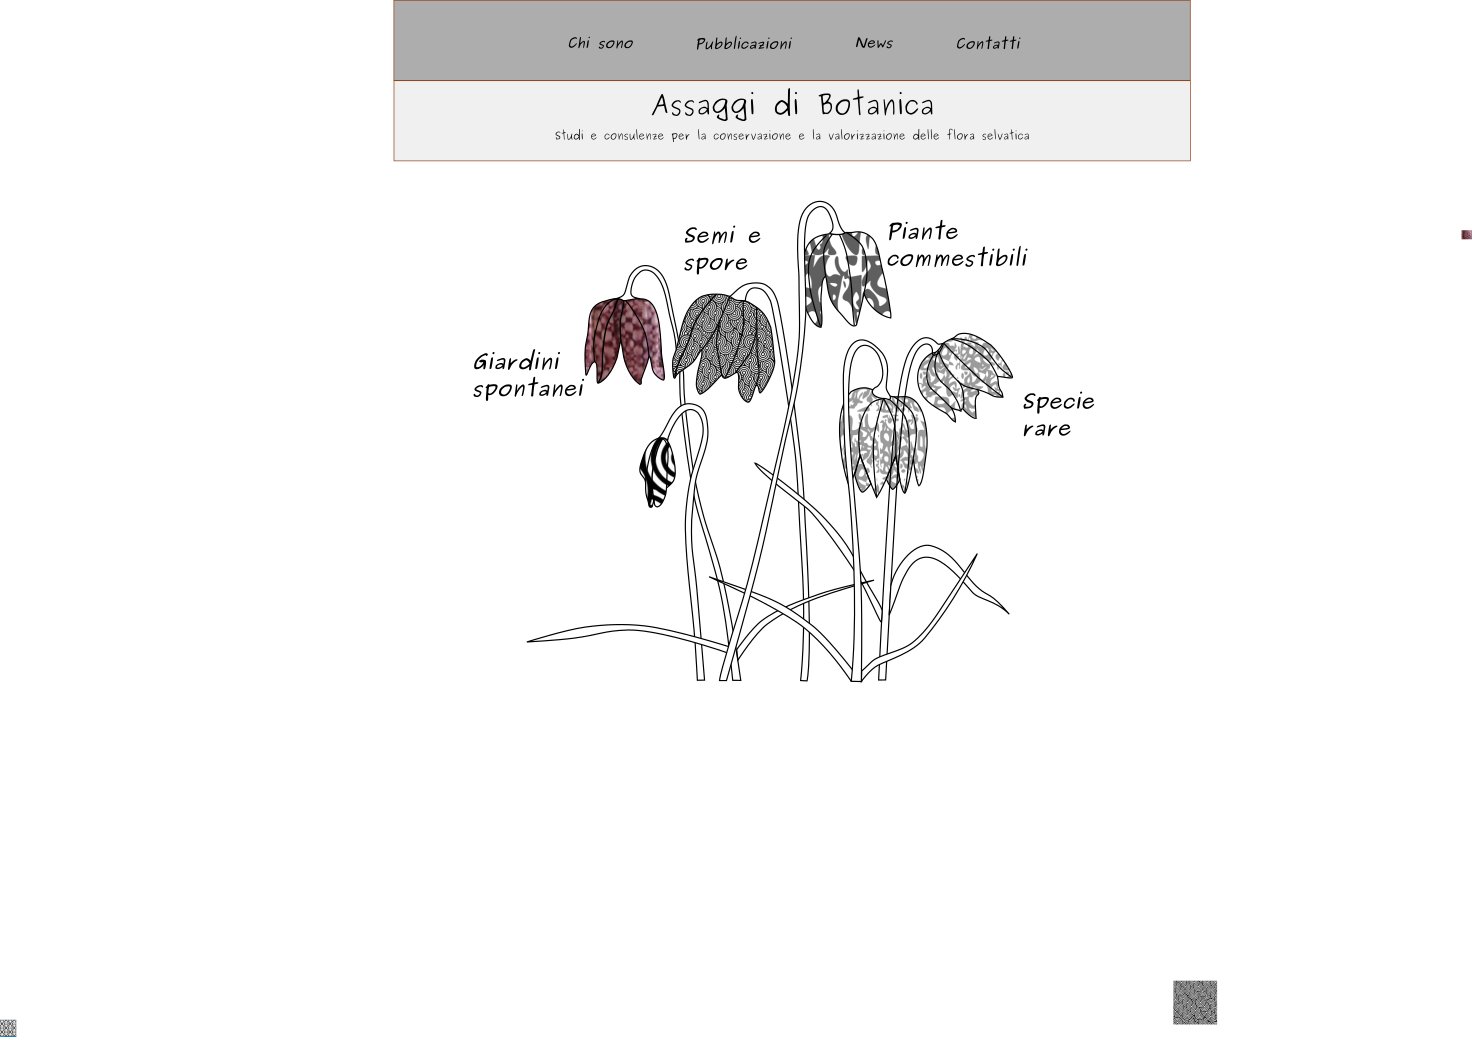 Chi sono Pubblicazioni News Contatti
Assaggi di Botanica
Studi e consulenze per la conservazione e la valorizzazione delle flora selvatica
Semi e
spore
Piante
commestibili
Giardini
spontanei
Specie
rare